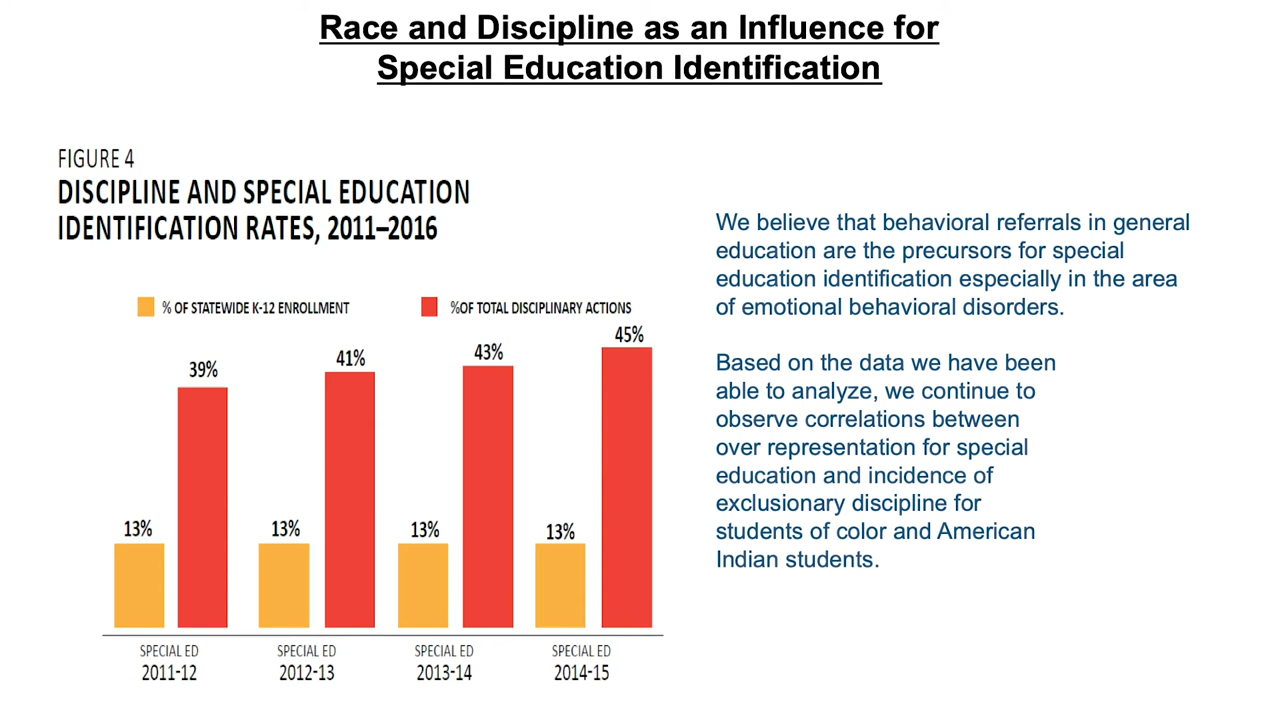 Race and Discipline as an Influence for
Special Education Identification
FIGURE 4
DISCIPLINE AND SPECIAL EDUCATION
IDENTIFICATION RATES, 2011–2016
% OF STATEWIDE K-12 ENROLLMENT
%OF TOTAL DISCIPLINARY ACTIONS
13%
39%
13%
41%
13%
43%
13%
45%
SPECIAL ED
2011-12
SPECIAL ED
2012-13
SPECIAL ED
2013-14
SPECIAL ED
2014-15
We believe that behavioral referrals in general
education are the precursors for special
education identification especially in the area
of emotional behavioral disorders.
Based on the data we have been
able to analyze, we continue to
observe correlations between
over representation for special
education and incidence of
exclusionary discipline for
students of color and American
Indian students.